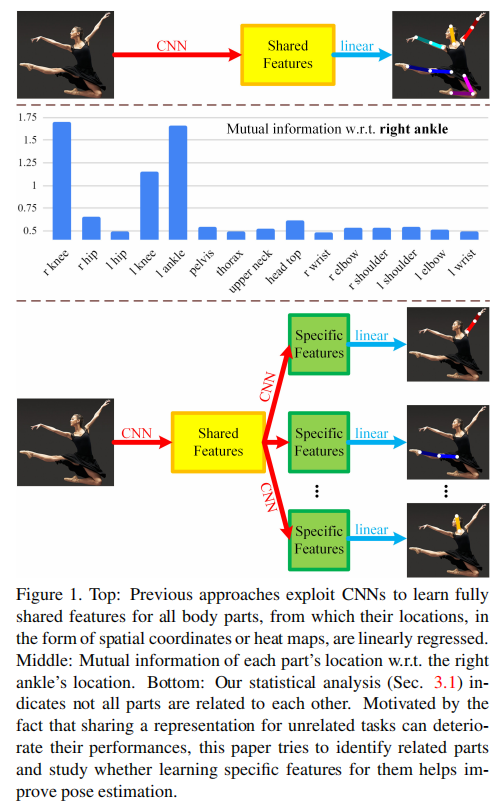 CNN
Shared
Features
linear
Mutual information w.r.t. right ankle
1.75
1.5
1.25
1
0.75
0.5
r knee
r hip
l hip
l knee
l ankle
pelvis
thorax
upper neck
head top
r wrist
r elbow
r shoulder
l shoulder
l elbow
l wrist
CNN
Shared
Features
CNN
Specific
Features
linear
Specific
Features
linear
CNN
Specific
Features
linear
Figure 1. Top: Previous approaches exploit CNNs to learn fully
shared features for all body parts, from which their locations, in
the form of spatial coordinates or heat maps, are linearly regressed.
Middle: Mutual information of each part's location w.r.t. the right
ankle's location. Bottom: Our statistical analysis (Sec. 3.1) in-
dicates not all parts are related to each other. Motivated by the
fact that sharing a representation for unrelated tasks can deterio-
rate their performances, this paper tries to identify related parts
and study whether learning specific features for them helps im-
prove pose estimation.